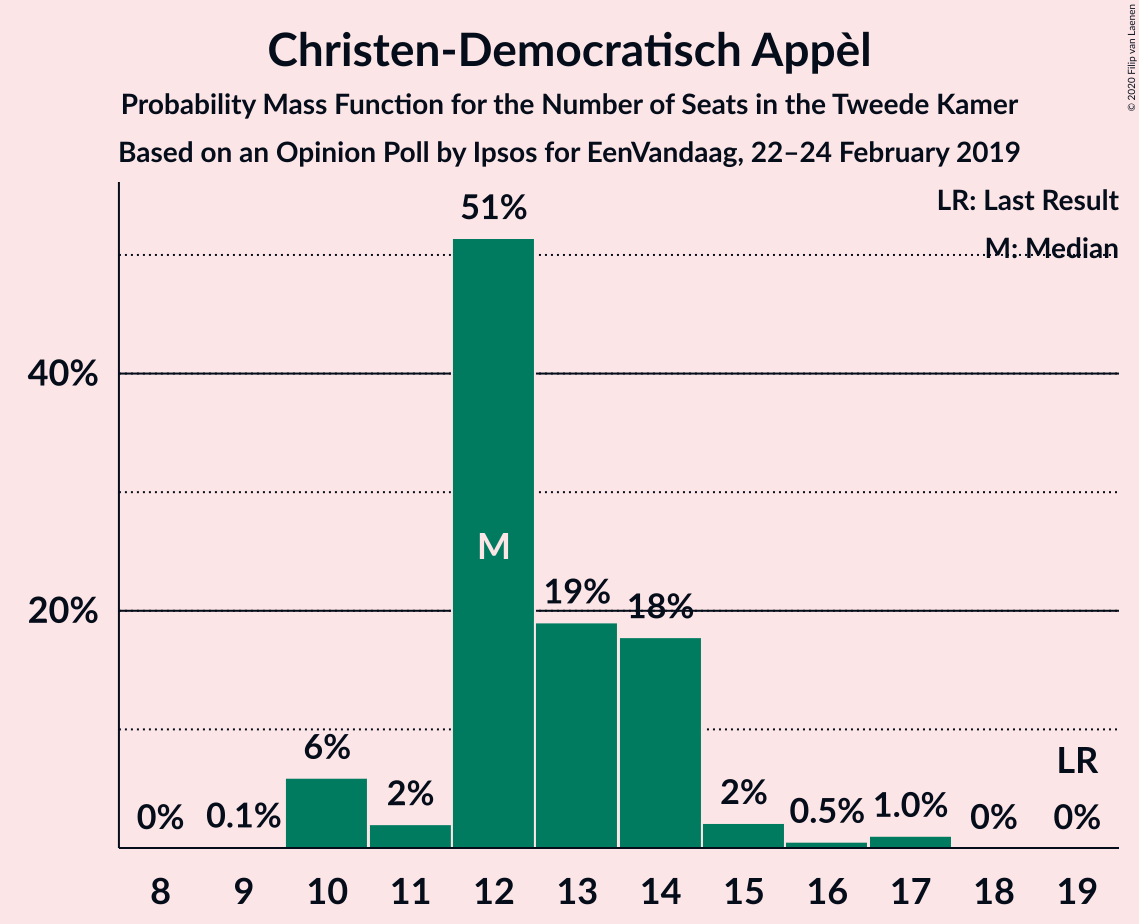 Christen-Democratisch Appèl
Probability Mass Function for the Number of Seats in the Tweede Kamer
Based on an Opinion Poll by Ipsos for EenVandaag, 22–24 February 2019
© 2020 Filip van Laenen
LR: Last Result
M: Median
51%
40%
M
20%
19%
18%
6%
2%
2%
LR
0%
0.1%
0.5%
1.0%
0%
0%
8 9 10 11 12 13 14 15 16 17 18 19